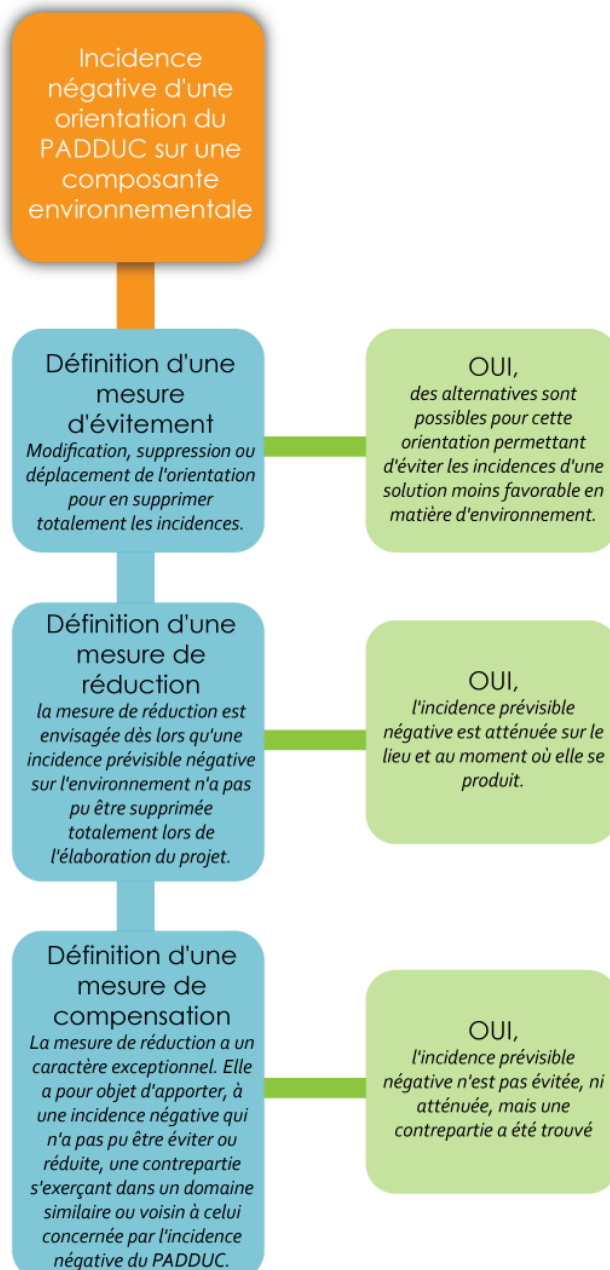 Incidence
négative d'une
orientation du
PADDUC sur une
composante
environnementale
Définition d'une
mesure
d'évitement
Modification, suppression ou
déplacement de l'orientation
pour en supprimer
totalement les incidences.
OUI,
des alternatives sont
possibles pour cette
orientation permettant
d'éviter les incidences d'une
solution moins favorable en
matière d'environnement.
Définition d'une
mesure de
réduction
la mesure de réduction est
envisagée dès lors qu'une
incidence prévisible négative
sur l'environnement n'a pas
pu être supprimée
totalement lors de
l'élaboration du projet.
OUI,
l'incidence prévisible
négative est atténuée sur le
lieu et au moment où elle se
produit.
Définition d'une
mesure de
compensation
La mesure de réduction a un
caractère exceptionnel. Elle
a pour objet d'apporter, à
une incidence négative qui
n'a pas pu être éviter ou
réduite, une contrepartie
s'exerçant dans un domaine
similaire ou voisin à celui
concernée par l'incidence
négative du PADDUC.
OUI,
l'incidence prévisible
négative n'est pas évitée, ni
atténuée, mais une
contrepartie a été trouvé